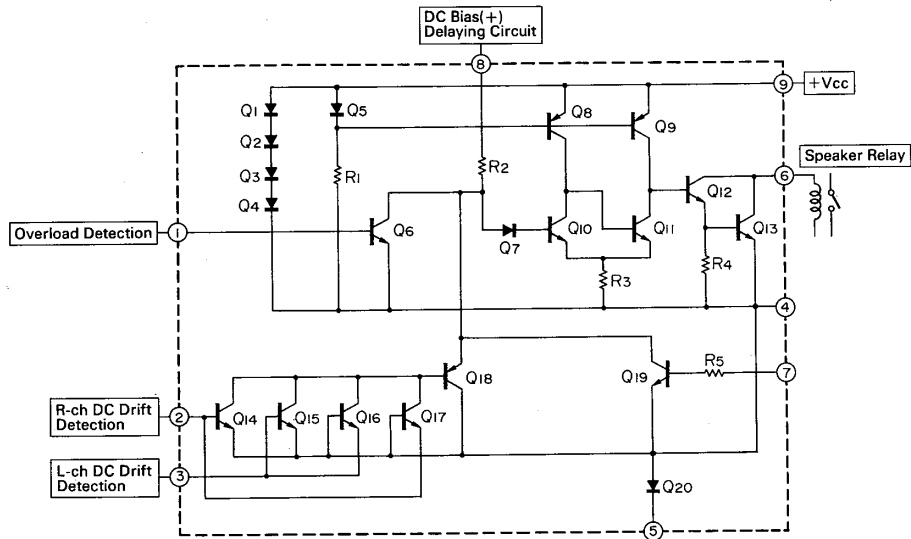 DC Bias(+)
Delaying Circuit
8
9
+Vcc
Q1
Q5
Q8
Q9
Q2
R2
Speaker Relay
Q3
R1
6
Q4
Q12
Overload Detection
1
Q6
Q7
Q10
Q11
Q13
R3
R4
4
R5
Q18
Q19
7
R-ch DC Drift
Detection
2
Q14
Q15
Q16
Q17
L-ch DC Drift
Detection
3
Q20
5